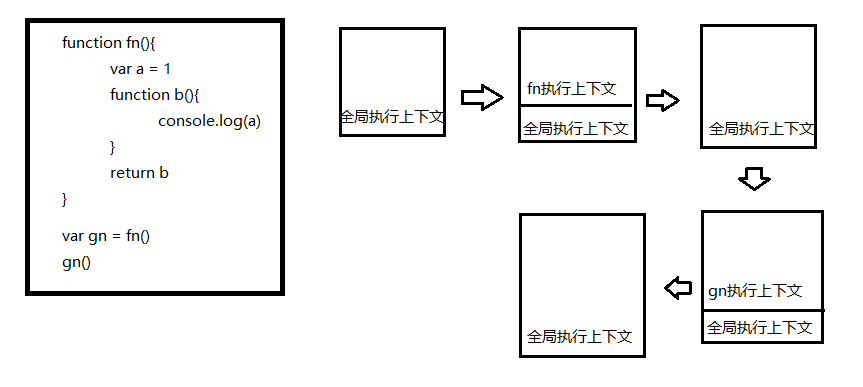 function fn(){
var a = 1
function b(){
console.log(a)
}
return b
}
var gn = fn()
gn()
全局执行上下文
fn执行上下文
全局执行上下文
全局执行上下文
gn执行上下文
全局执行上下文
全局执行上下文